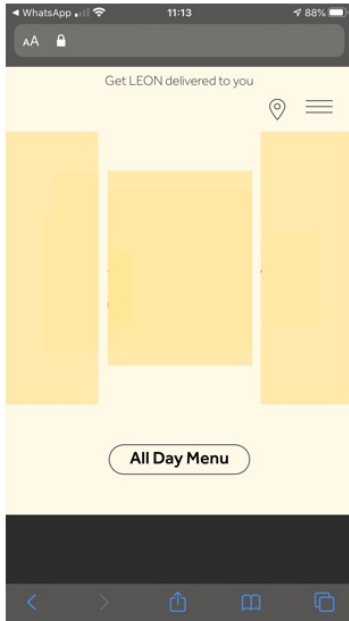 WhatsApp
11:13
88%
AA
Get LEON delivered to you
All Day Menu